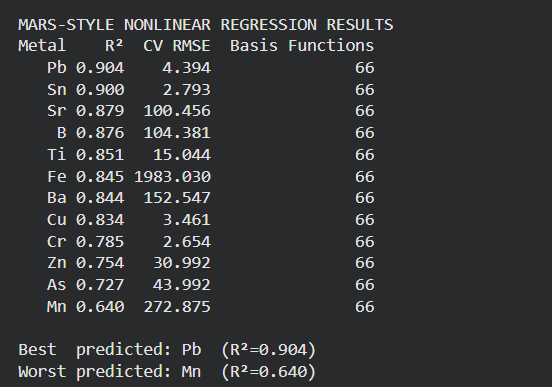 MARS-STYLE NONLINEAR REGRESSION RESULTS
Metal R² CV RMSE Basis Functions
Pb 0.904 4.394 66
Sn 0.900 2.793 66
Sr 0.879 100.456 66
B 0.876 104.381 66
Ti 0.851 15.044 66
Fe 0.845 1983.030 66
Ba 0.844 152.547 66
Cu 0.834 3.461 66
Cr 0.785 2.654 66
Zn 0.754 30.992 66
As 0.727 43.992 66
Mn 0.640 272.875 66
Best predicted: Pb (R²=0.904)
Worst predicted: Mn (R²=0.640)